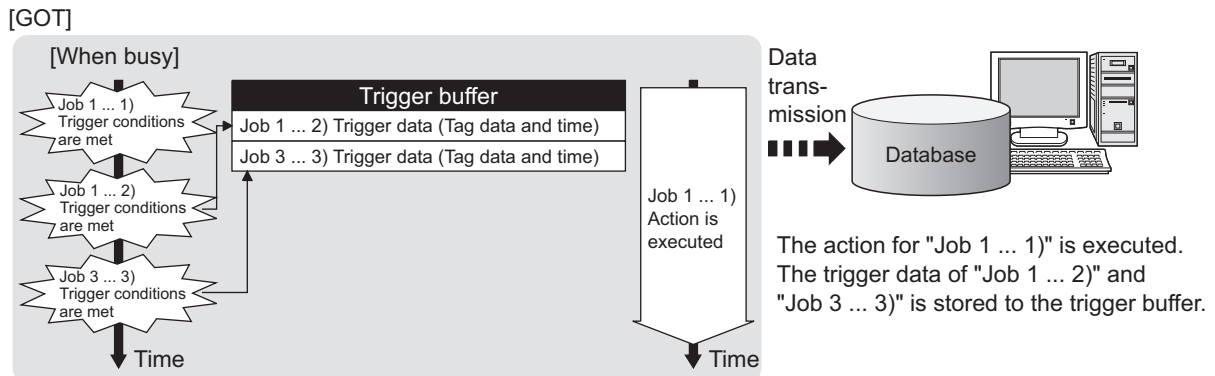 [GOT]
[When busy]
Job 1 ... 1)
Trigger conditions
are met
Job 1 ... 2)
Trigger conditions
are met
Job 3 ... 3)
Trigger conditions
are met
Time
Trigger buffer
Job 1 ... 2) Trigger data (Tag data and time)
Job 3 ... 3) Trigger data (Tag data and time)
Job 1 ... 1)
Action is
executed
Time
Data
trans-
mission
Database
The action for "Job 1 ... 1)" is executed.
The trigger data of "Job 1 ... 2)" and
"Job 3 ... 3)" is stored to the trigger buffer.